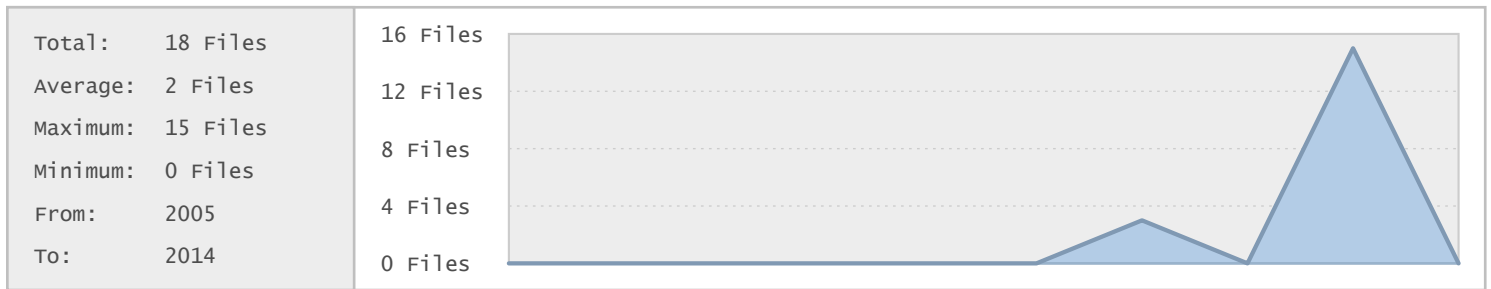 Total: 18 Files
Average: 2 Files
Maximum: 15 Files
Minimum: 0 Files
From: 2005
To: 2014
16 Files
12 Files
8 Files
4 Files
0 Files